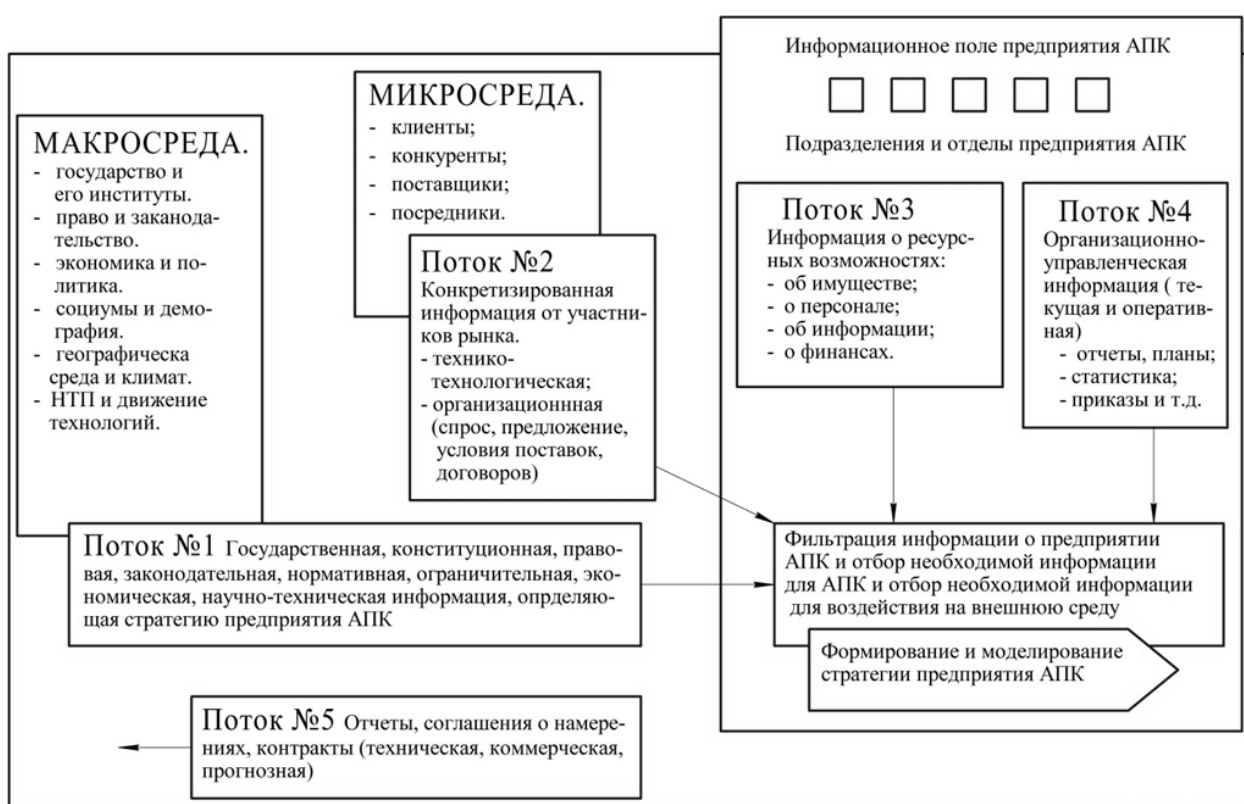 Информационное поле предприятия АПК
Подразделения и отделы предприятия АПК
МАКРОСРЕДА.
- государство и
его институты.
- право и заканода-
тельство.
- экономика и по-
литика.
- социумы и демо-
графия.
- географическа
среда и климат.
- НТП и движение
технологий.
МИКРОСРЕДА.
- клиенты;
- конкуренты;
- поставщики;
- посредники.
Поток №2
Конкретизированная
информация от участни-
ков рынка.
- технико-
технологическая;
- организационнная
(спрос, предложение,
условия поставок,
договоров)
Поток №3
Информация о ресурс-
ных возможностях:
- об имуществе;
- о персонале;
- об информации;
- о финансах.
Поток №4
Организационно-
управленческая
информация ( те-
кущая и оператив-
ная)
- отчеты, планы;
- статистика;
- приказы и т.д.
Поток №1 Государственная, конституционная, право-
вая, законодательная, нормативная, ограничительная, эко-
номическая, научно-техническая информация, опрделяю-
щая стратегию предприятия АПК
Фильтрация информации о предприятии
АПК и отбор необходимой информации
для АПК и отбор необходимой информации
для воздействия на внешнюю среду
Формирование и моделирование
стратегии предприятия АПК
Поток №5 Отчеты, соглашения о намере-
ниях, контракты (техническая, коммерческая,
прогнозная)